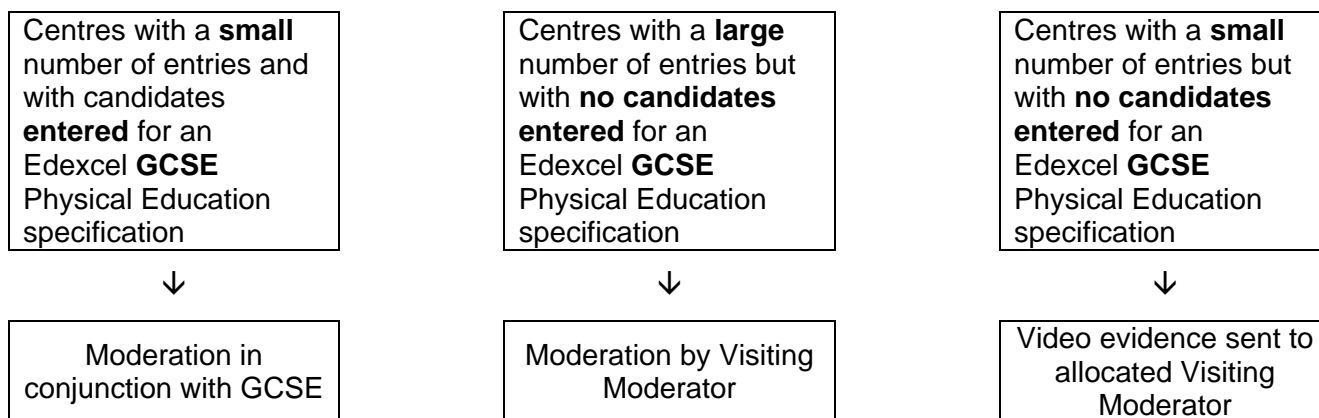 Centres with a small
number of entries and
with candidates
entered for an
Edexcel GCSE
Physical Education
specification
↓
Moderation in
conjunction with GCSE
Centres with a large
number of entries but
with no candidates
entered for an
Edexcel GCSE
Physical Education
specification
↓
Moderation by Visiting
Moderator
Centres with a small
number of entries but
with no candidates
entered for an
Edexcel GCSE
Physical Education
specification
↓
Video evidence sent to
allocated Visiting
Moderator